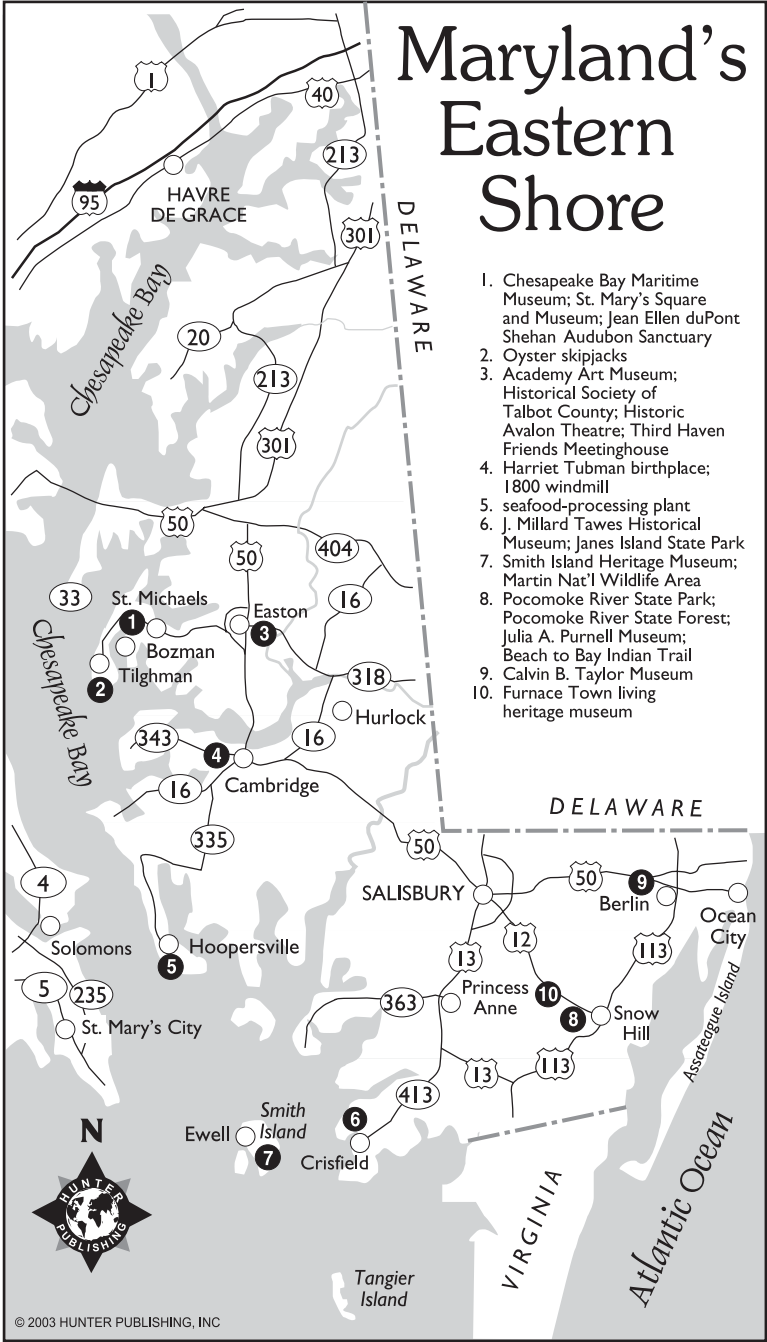 Maryland's
Eastern
Shore
1. Chesapeake Bay Maritime
Museum; St. Mary's Square
and Museum; Jean Ellen duPont
Shehan Audubon Sanctuary
2. Oyster skipjacks
3. Academy Art Museum;
Historical Society of
Talbot County; Historic
Avalon Theatre; Third Haven
Friends Meetinghouse
4. Harriet Tubman birthplace;
1800 windmill
5. seafood-processing plant
6. J. Millard Tawes Historical
Museum; Janes Island State Park
7. Smith Island Heritage Museum;
Martin Nat'l Wildlife Area
8. Pocomoke River State Park;
Pocomoke River State Forest;
Julia A. Purnell Museum;
Beach to Bay Indian Trail
9. Calvin B. Taylor Museum
10. Furnace Town living
heritage museum
1
40
213
95
HAVRE
DE GRACE
301
DELAWARE
Chesapeake Bay
20
213
301
50
50
404
33
16
St. Michaels
1
Easton
3
Bozman
Tilghman
2
Chesapeake Bay
318
Hurlock
343
4
16
Cambridge
16
335
50
DELAWARE
4
SALISBURY
50
9
Berlin
Ocean
City
Solomons
Hoopersville
5
12
13
113
5
235
St. Mary's City
363
Princess
Anne
10
8
Snow
Hill
Assateague Island
13
113
413
6
Smith
Island
Ewell
7
Crisfield
N
HUNTER
PUBLISHING
VIRGINIA
Atlantic Ocean
Tangier
Island
© 2003 HUNTER PUBLISHING, INC